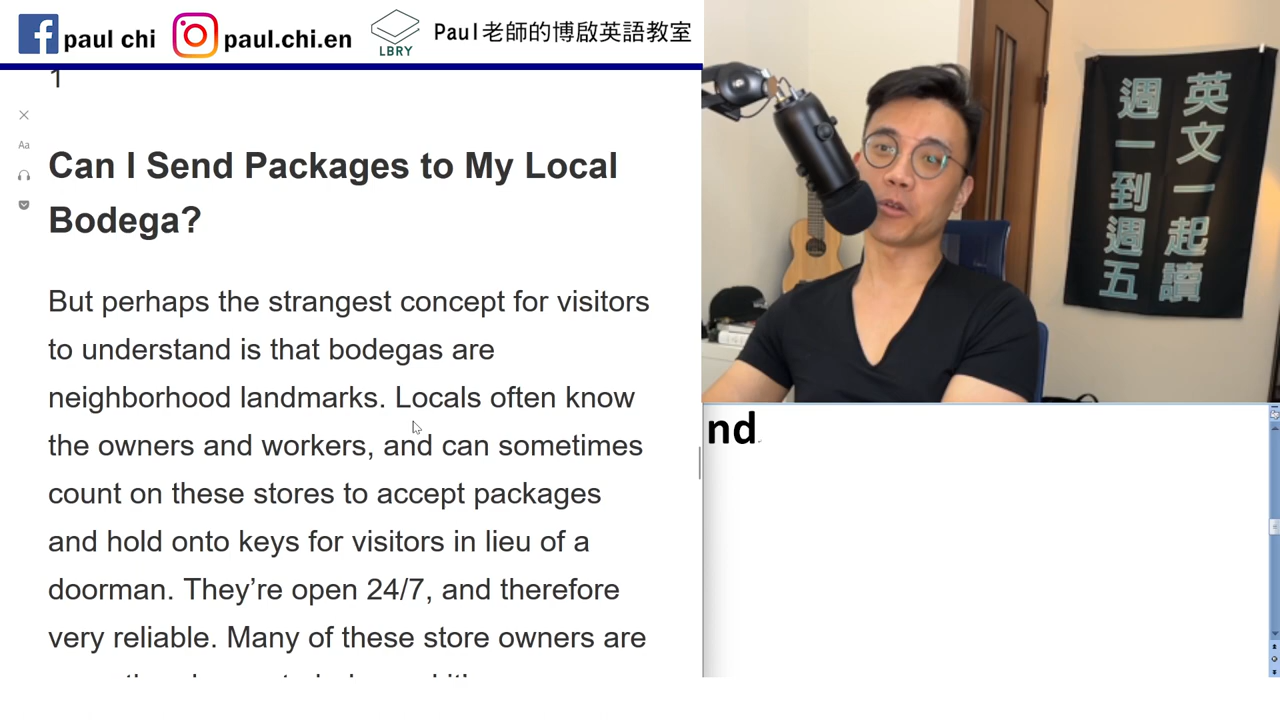 paul chi
paul.chi.en
LBRY
Paul老師的博啟英語教室
1
Aa
Can I Send Packages to My Local
Bodega?
But perhaps the strangest concept for visitors
to understand is that bodegas are
neighborhood landmarks. Locals often know
the owners and workers, and can sometimes
count on these stores to accept packages
and hold onto keys for visitors in lieu of a
doorman. They’re open 24/7, and therefore
very reliable. Many of these store owners are
英文一起讀
週一到週五
nd